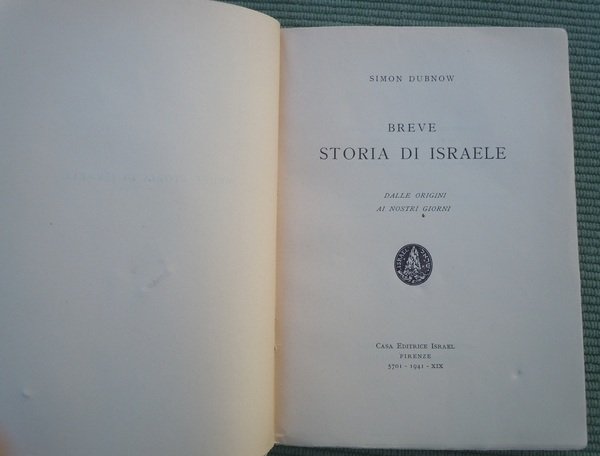 SIMON DUBNOW
BREVE
STORIA DI ISRAELE
DALLE ORIGINI
AI NOSTRI GIORNI
CASA EDITRICE ISRAEL
FIRENZE
5701 - 1941 - XIX